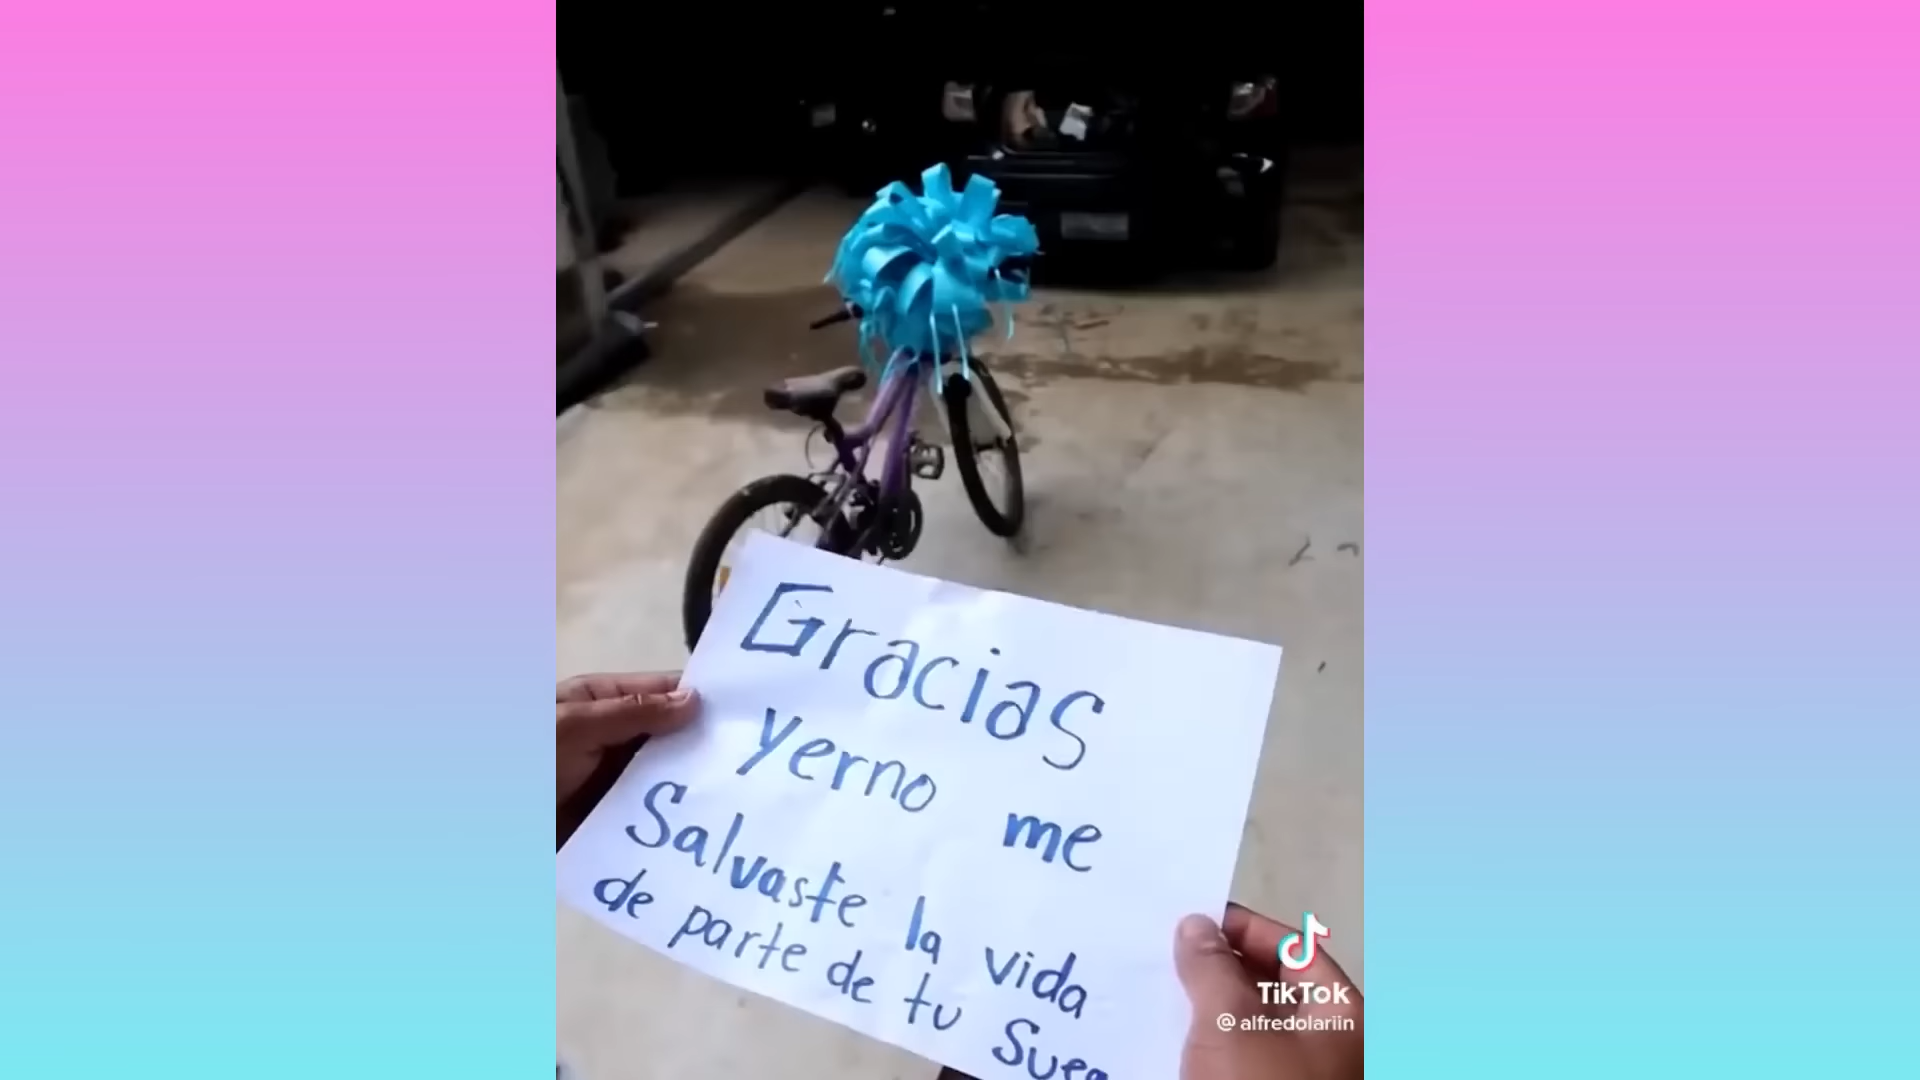 Gracias
yerno me
Salvaste la vida
de parte de tu
TikTok
@alfredolariin